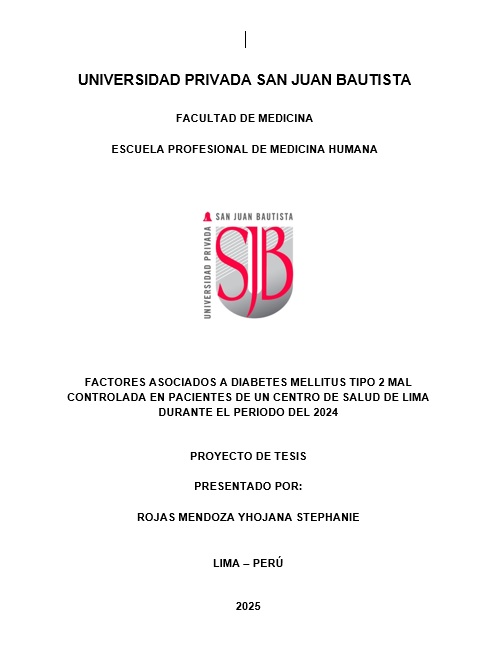 UNIVERSIDAD PRIVADA SAN JUAN BAUTISTA
FACULTAD DE MEDICINA
ESCUELA PROFESIONAL DE MEDICINA HUMANA
SAN JUAN BAUTISTA
UNIVERSIDAD PRIVADA
SJB
FACTORES ASOCIADOS A DIABETES MELLITUS TIPO 2 MAL
CONTROLADA EN PACIENTES DE UN CENTRO DE SALUD DE LIMA
DURANTE EL PERIODO DEL 2024
PROYECTO DE TESIS
PRESENTADO POR:
ROJAS MENDOZA YHOJANA STEPHANIE
LIMA – PERÚ
2025